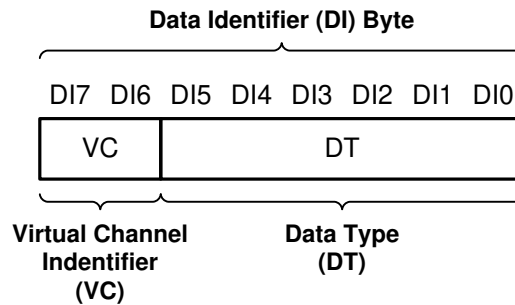 Data Identifier (DI) Byte
DI7 DI6 DI5 DI4 DI3 DI2 DI1 DI0
VC DT
Virtual Channel Data Type
Indentifier (DT)
(VC)